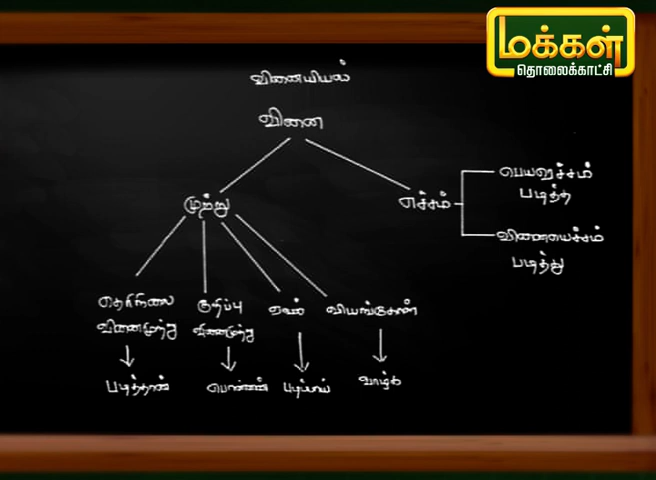 மக்கள்
தொலைக்காட்சி
வினையியல்
வினை
முற்று
எச்சம்
பெயரெச்சம்
படித்த
வினையெச்சம்
படித்து
தெரிநிலை
வினைமுற்று
குறிப்பு
வினைமுற்று
ஏவல்
வியங்கோள்
படித்தான்
பொன்னன்
படிப்பாய்
வாழ்க